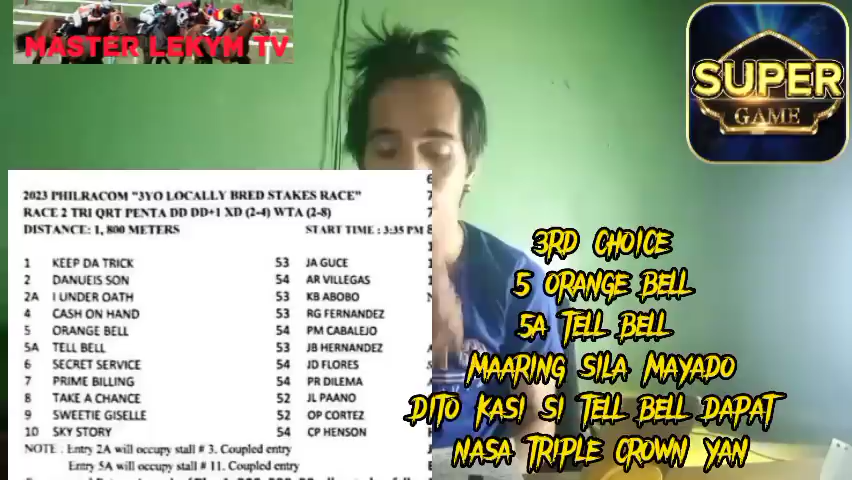 MASTER LEKYM TV
SUPER
GAME
2023 PHILRACOM "3YO LOCALLY BRED STAKES RACE"
RACE 2 TRI QRT PENTA DD DD+1 XD (2-4) WTA (2-8)
DISTANCE: 1, 800 METERS START TIME : 3:35 PM
1 KEEP DA TRICK 53 JA GUCE
2 DANUEIS SON 54 AR VILLEGAS
2A I UNDER OATH 53 KB ABOBO
4 CASH ON HAND 53 RG FERNANDEZ
5 ORANGE BELL 54 PM CABALEJO
5A TELL BELL 53 JB HERNANDEZ
6 SECRET SERVICE 54 JD FLORES
7 PRIME BILLING 54 PR DILEMA
8 TAKE A CHANCE 52 JL PAANO
9 SWEETIE GISELLE 52 OP CORTEZ
10 SKY STORY 54 CP HENSON
NOTE : Entry 2A will occupy stall # 3. Coupled entry
Entry 5A will occupy stall # 11. Coupled entry
3RD CHOICE
5 ORANGE BELL
5A TELL BELL
MAARING SILA MAYADO
DITO KASI SI TELL BELL DAPAT
NASA TRIPLE CROWN YAN